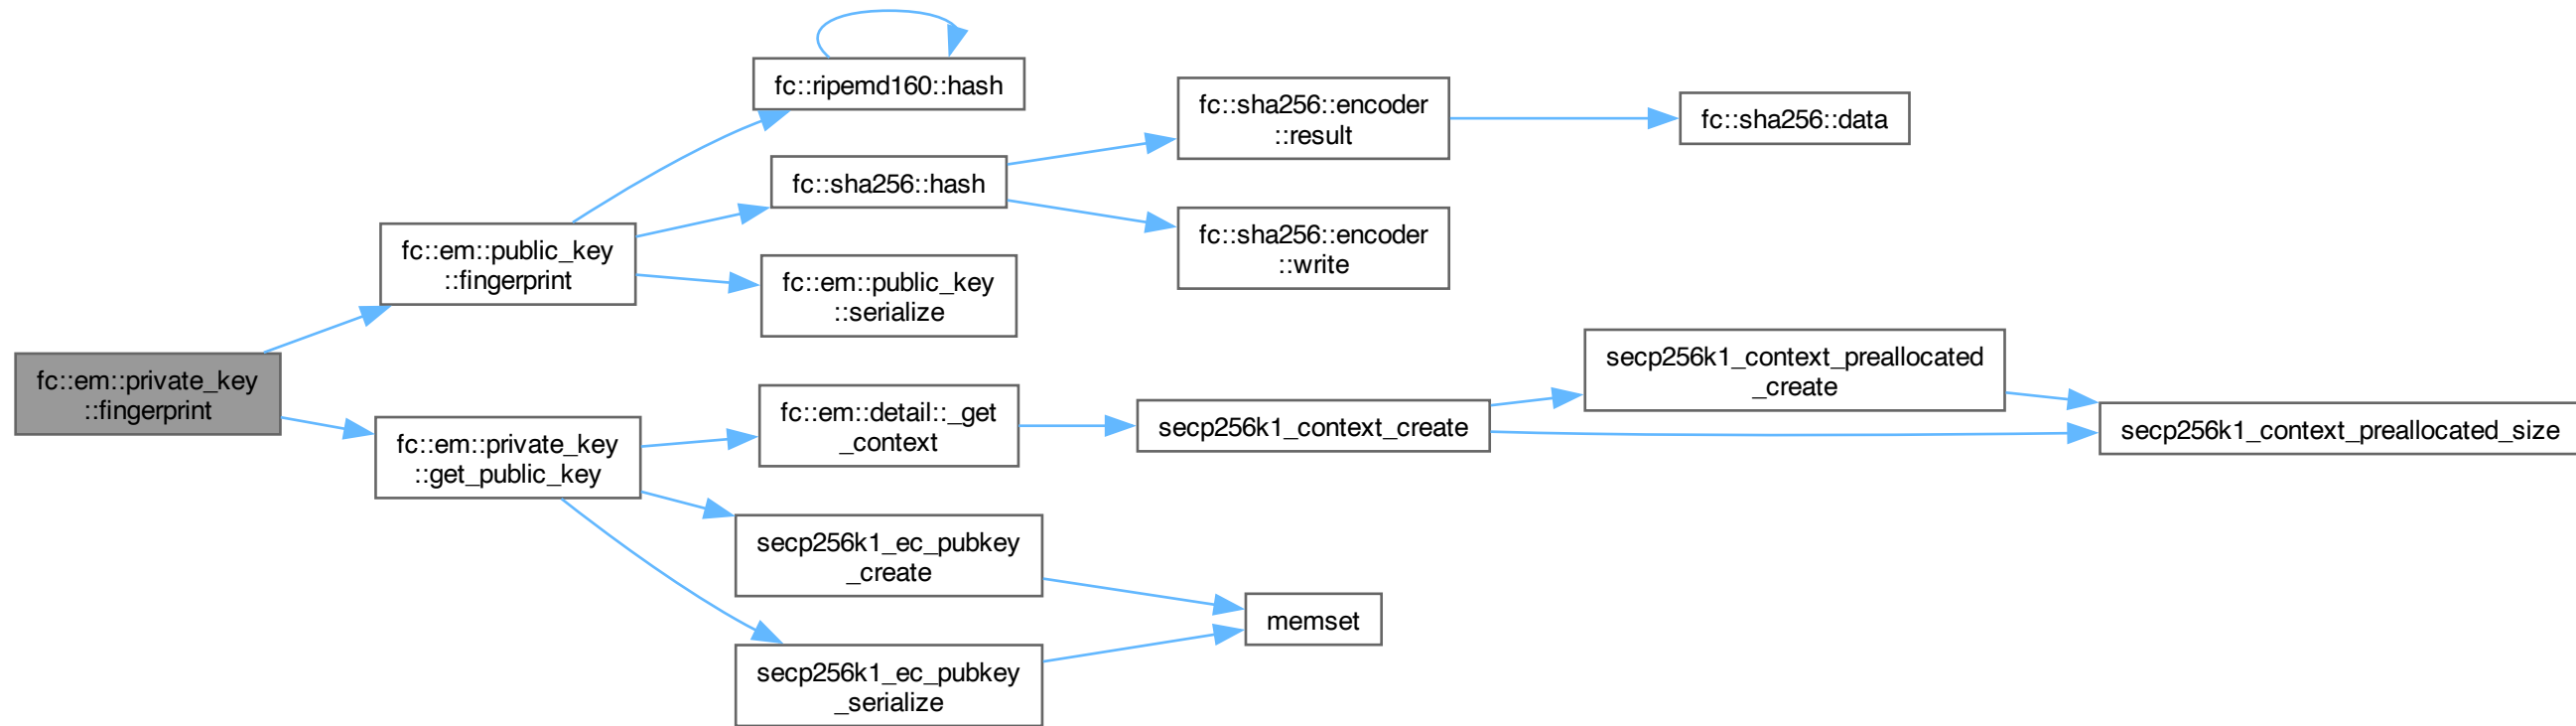 fc::em::private_key
::fingerprint
fc::em::public_key
::fingerprint
fc::em::private_key
::get_public_key
fc::ripemd160::hash
fc::sha256::hash
fc::em::public_key
::serialize
fc::em::detail::_get
_context
secp256k1_ec_pubkey
_create
secp256k1_ec_pubkey
_serialize
fc::sha256::encoder
::result
fc::sha256::encoder
::write
secp256k1_context_create
memset
fc::sha256::data
secp256k1_context_preallocated
_create
secp256k1_context_preallocated_size